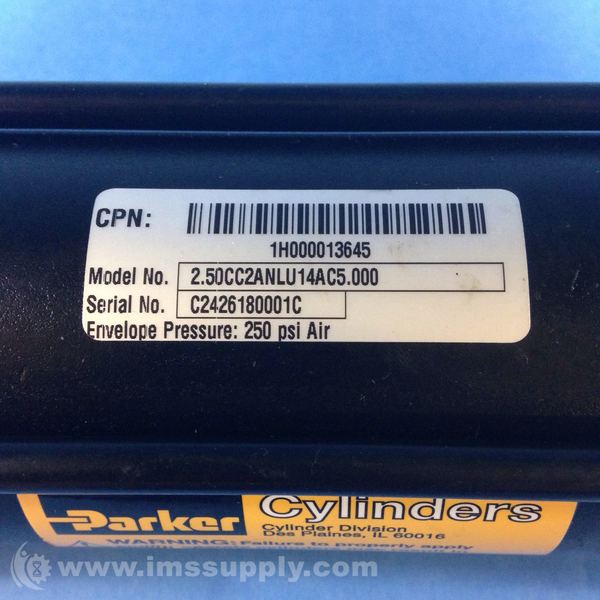 CPN:
1H000013645
Model No. 2.50CC2ANLU14AC5.000
Serial No. C2426180001C
Envelope Pressure: 250 psi Air
Parker Cylinders
Cylinder Division
Des Plaines, IL 60016
WARNING: Failure to properly apply
www.imssupply.com